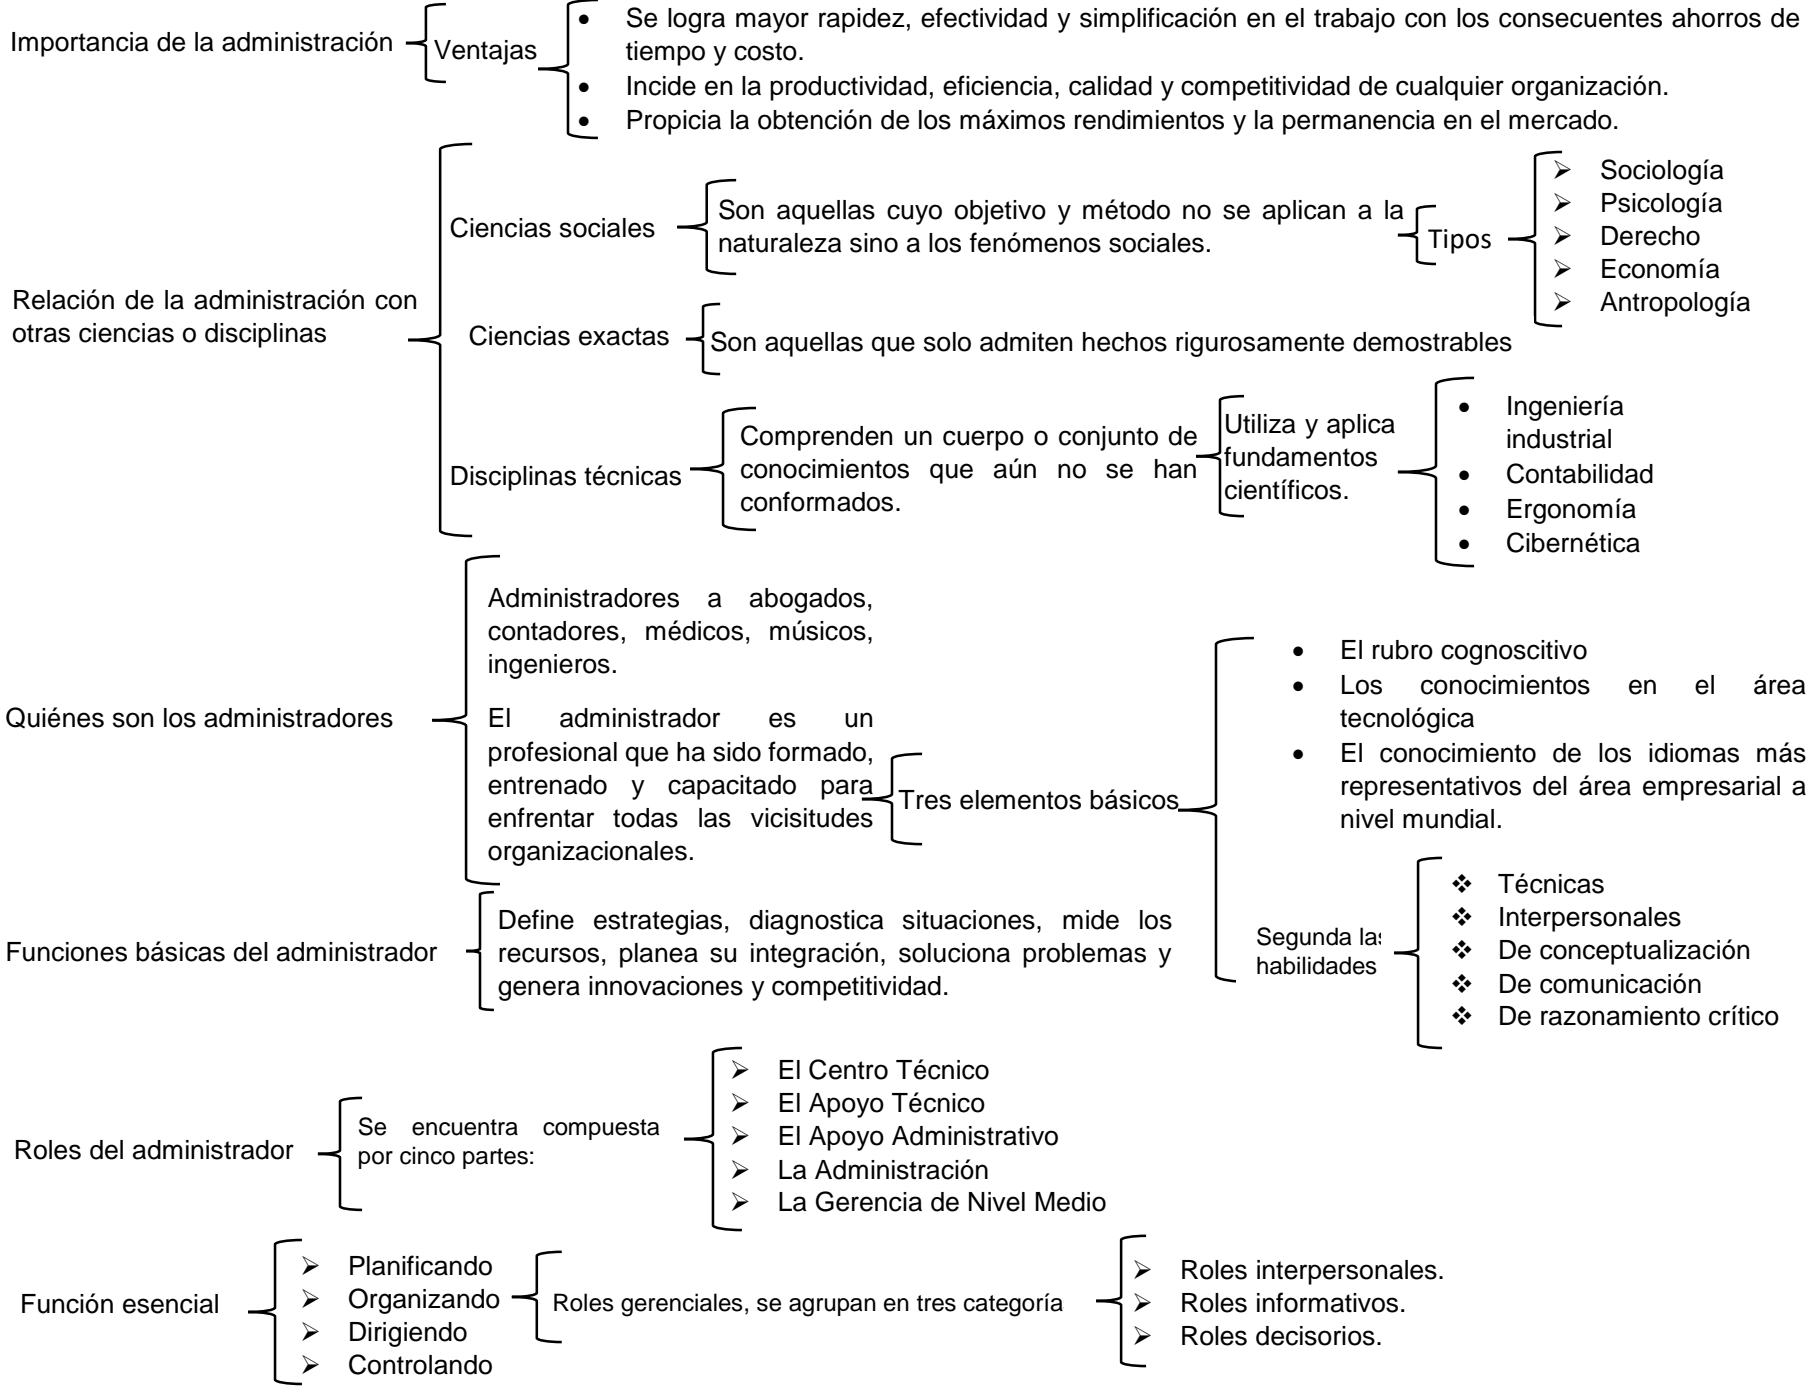 Importancia de la administración
Ventajas
Se logra mayor rapidez, efectividad y simplificación en el trabajo con los consecuentes ahorros de
tiempo y costo.
Incide en la productividad, eficiencia, calidad y competitividad de cualquier organización.
Propicia la obtención de los máximos rendimientos y la permanencia en el mercado.
Relación de la administración con
otras ciencias o disciplinas
Ciencias sociales
Son aquellas cuyo objetivo y método no se aplican a la
naturaleza sino a los fenómenos sociales.
Tipos
Sociología
Psicología
Derecho
Economía
Antropología
Ciencias exactas
Son aquellas que solo admiten hechos rigurosamente demostrables
Disciplinas técnicas
Comprenden un cuerpo o conjunto de
conocimientos que aún no se han
conformados.
Utiliza y aplica
fundamentos
científicos.
Ingeniería
industrial
Contabilidad
Ergonomía
Cibernética
Quiénes son los administradores
Administradores a abogados,
contadores, médicos, músicos,
ingenieros.
El administrador es un
profesional que ha sido formado,
entrenado y capacitado para
enfrentar todas las vicisitudes
organizacionales.
Tres elementos básicos
El rubro cognoscitivo
Los conocimientos en el área
tecnológica
El conocimiento de los idiomas más
representativos del área empresarial a
nivel mundial.
Segunda las
habilidades
Técnicas
Interpersonales
De conceptualización
De comunicación
De razonamiento crítico
Funciones básicas del administrador
Define estrategias, diagnostica situaciones, mide los
recursos, planea su integración, soluciona problemas y
genera innovaciones y competitividad.
Roles del administrador
Se encuentra compuesta
por cinco partes:
El Centro Técnico
El Apoyo Técnico
El Apoyo Administrativo
La Administración
La Gerencia de Nivel Medio
Función esencial
Planificando
Organizando
Dirigiendo
Controlando
Roles gerenciales, se agrupan en tres categoría
Roles interpersonales.
Roles informativos.
Roles decisorios.